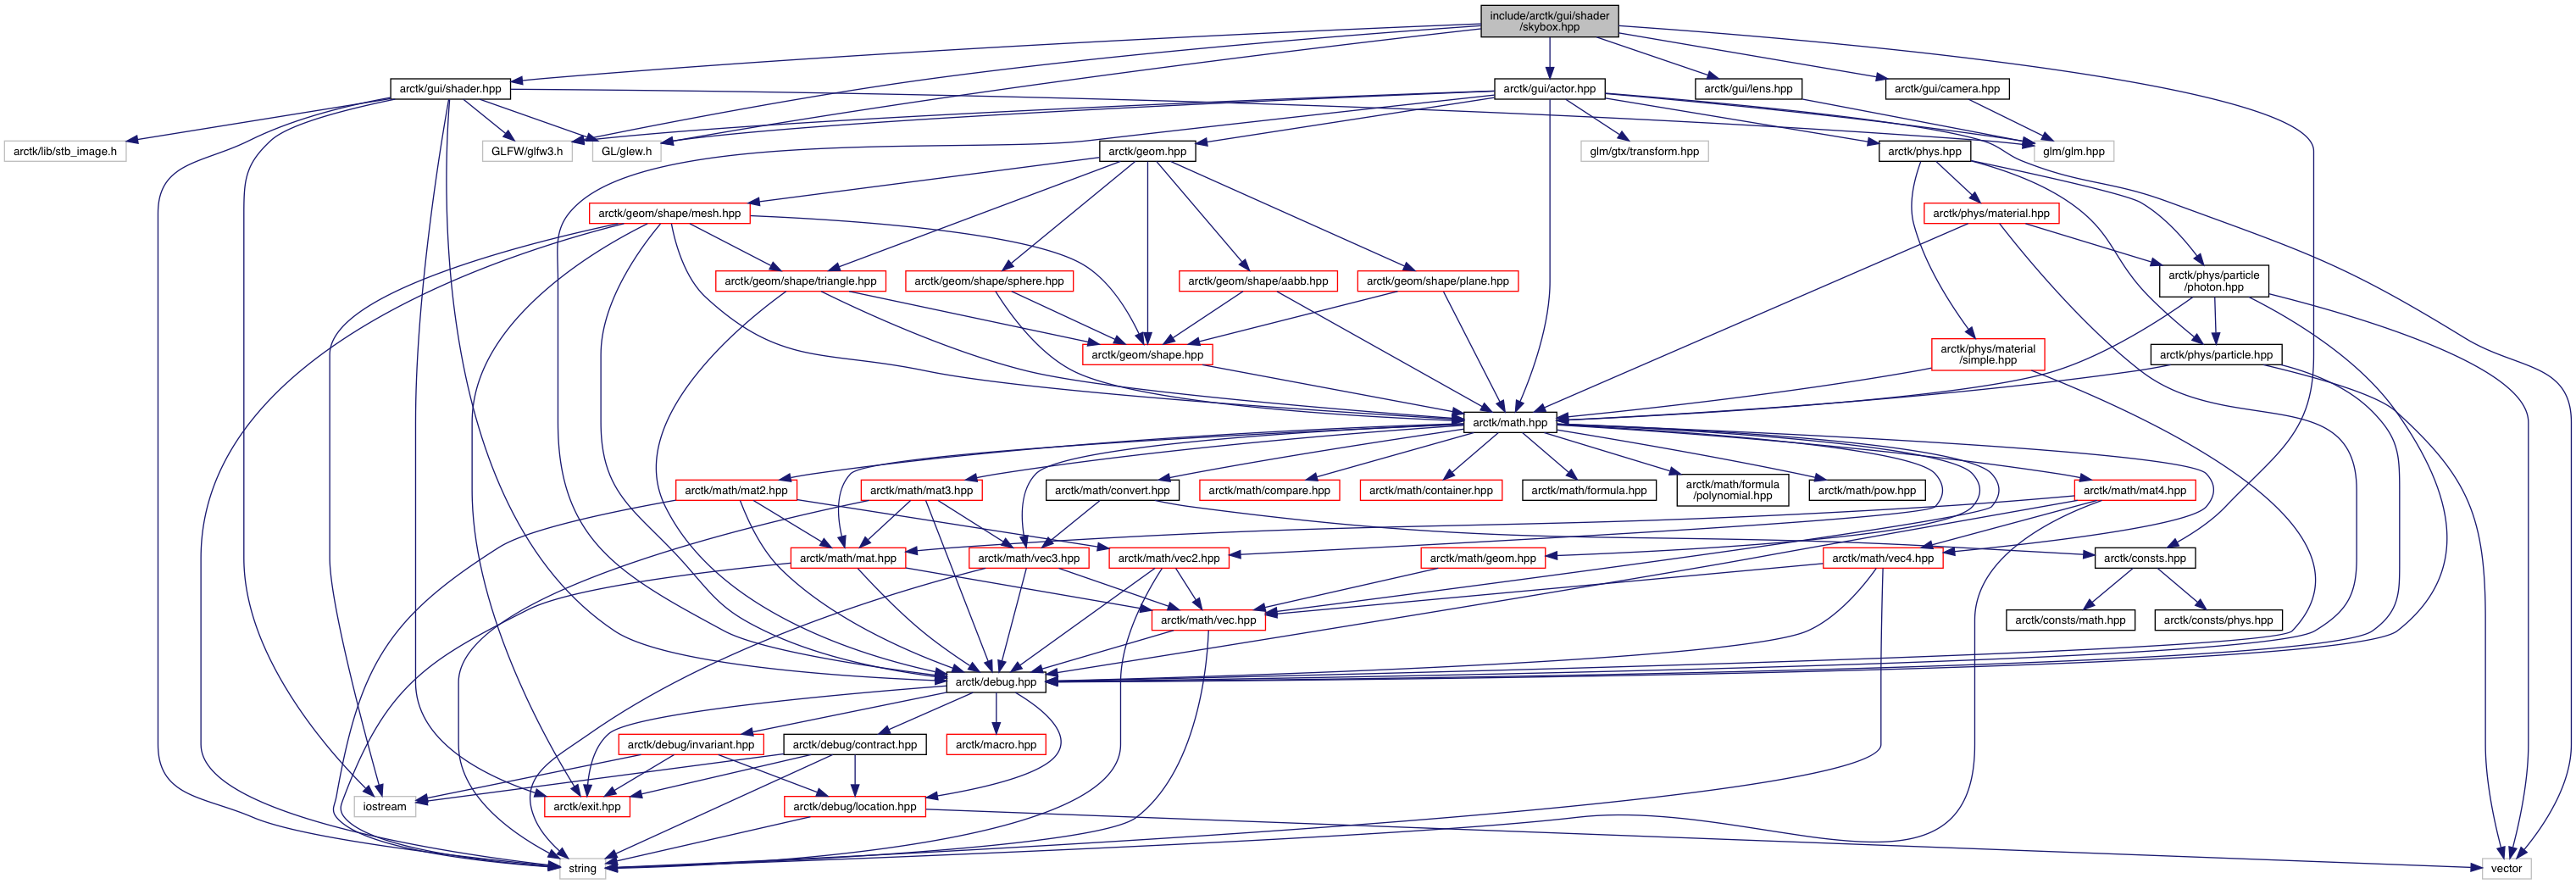 include/arctk/gui/shader
/skybox.hpp
arctk/gui/shader.hpp
arctk/gui/actor.hpp
arctk/gui/lens.hpp
arctk/gui/camera.hpp
arctk/lib/stb_image.h
GLFW/glfw3.h
GL/glew.h
arctk/geom.hpp
glm/gtx/transform.hpp
arctk/phys.hpp
glm/glm.hpp
arctk/geom/shape/mesh.hpp
arctk/phys/material.hpp
arctk/geom/shape/triangle.hpp
arctk/geom/shape/sphere.hpp
arctk/geom/shape/aabb.hpp
arctk/geom/shape/plane.hpp
arctk/phys/particle
/photon.hpp
arctk/geom/shape.hpp
arctk/phys/material
/simple.hpp
arctk/phys/particle.hpp
arctk/math.hpp
arctk/math/mat2.hpp
arctk/math/mat3.hpp
arctk/math/convert.hpp
arctk/math/compare.hpp
arctk/math/container.hpp
arctk/math/formula.hpp
arctk/math/formula
/polynomial.hpp
arctk/math/pow.hpp
arctk/math/mat4.hpp
arctk/math/mat.hpp
arctk/math/vec3.hpp
arctk/math/vec2.hpp
arctk/math/geom.hpp
arctk/math/vec4.hpp
arctk/consts.hpp
arctk/math/vec.hpp
arctk/consts/math.hpp
arctk/consts/phys.hpp
arctk/debug.hpp
arctk/debug/invariant.hpp
arctk/debug/contract.hpp
arctk/macro.hpp
iostream
arctk/exit.hpp
arctk/debug/location.hpp
string
vector